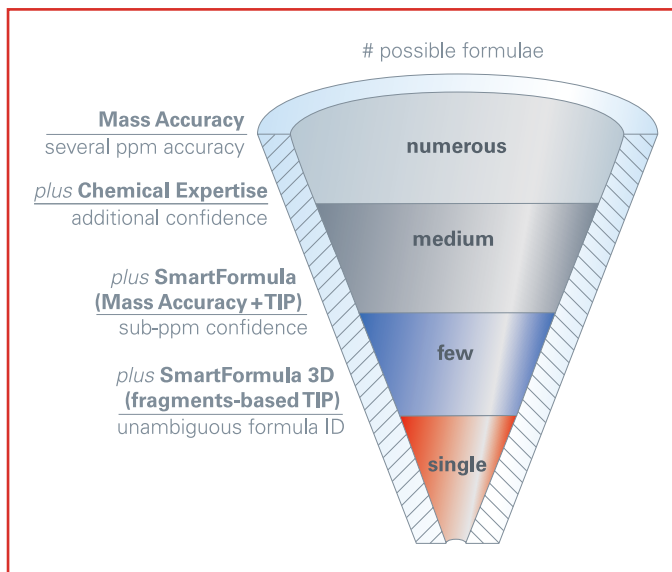 # possible formulae
Mass Accuracy
several ppm accuracy
numerous
plus Chemical Expertise
additional confidence
medium
plus SmartFormula
(Mass Accuracy + TIP)
sub-ppm confidence
few
plus SmartFormula 3D
(fragments-based TIP)
unambiguous formula ID
single